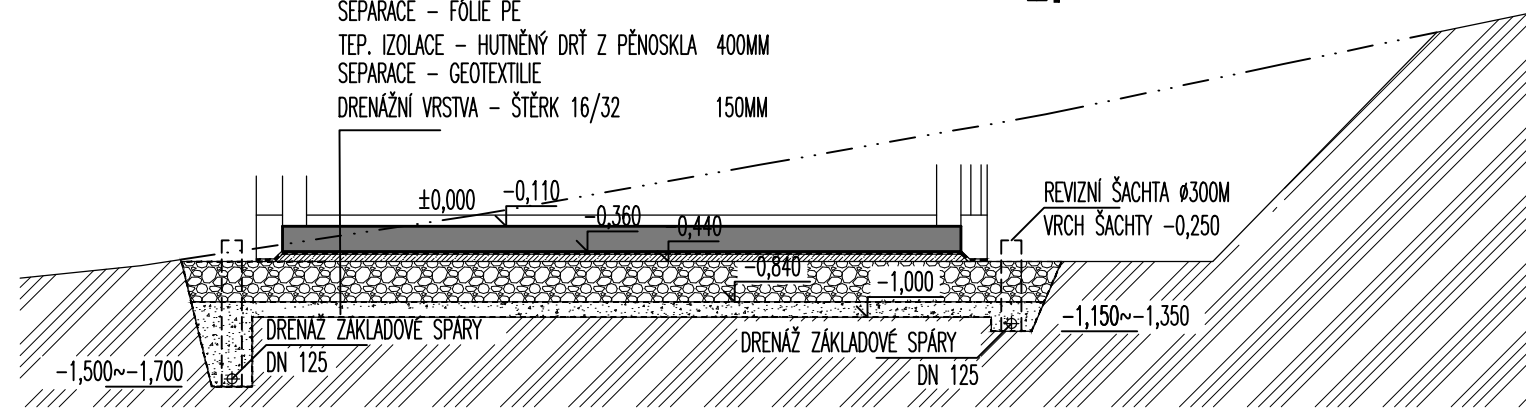 SEPARACE – FÓLIE PE
TEP. IZOLACE – HUTNĚNÝ DRŤ Z PĚNOSKLA 400MM
SEPARACE – GEOTEXTILIE
DRENÁŽNÍ VRSTVA – ŠTĚRK 16/32 150MM
±0,000
-0,110
-0,360
-0,440
-0,840
-1,000
REVIZNÍ ŠACHTA ø300M
VRCH ŠACHTY -0,250
-1,150~-1,350
DRENÁŽ ZÁKLADOVÉ SPÁRY
DN 125
DRENÁŽ ZÁKLADOVÉ SPÁRY
DN 125
-1,500~-1,700